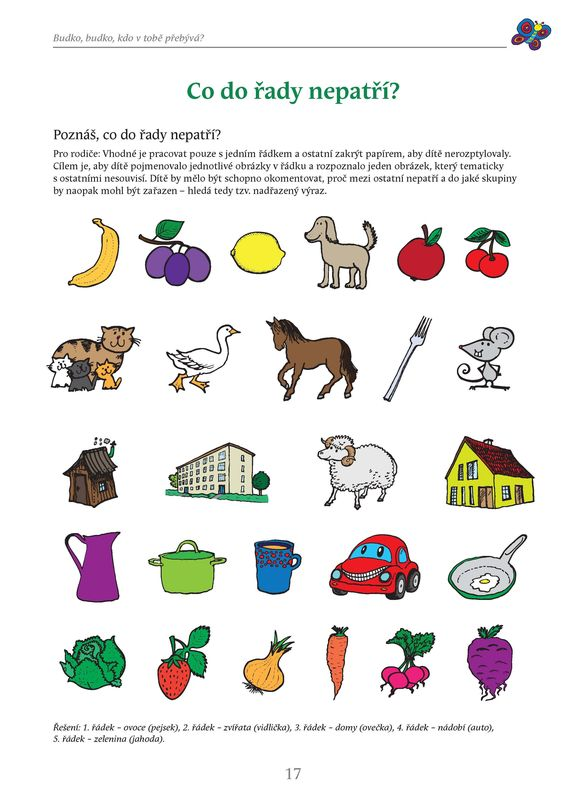 Budko, budko, kdo v tobě přebývá?
Co do řady nepatří?
Poznáš, co do řady nepatří?
Pro rodiče: Vhodné je pracovat pouze s jedním řádkem a ostatní zakrýt papírem, aby dítě nerozptylovaly.
Cílem je, aby dítě pojmenovalo jednotlivé obrázky v řádku a rozpoznalo jeden obrázek, který tematicky
s ostatními nesouvisí. Dítě by mělo být schopno okomentovat, proč mezi ostatní nepatří a do jaké skupiny
by naopak mohl být zařazen – hledá tedy tzv. nadřazený výraz.
Řešení: 1. řádek – ovoce (pejsek), 2. řádek – zvířata (vidlička), 3. řádek – domy (ovečka), 4. řádek – nádobí (auto),
5. řádek – zelenina (jahoda).
17